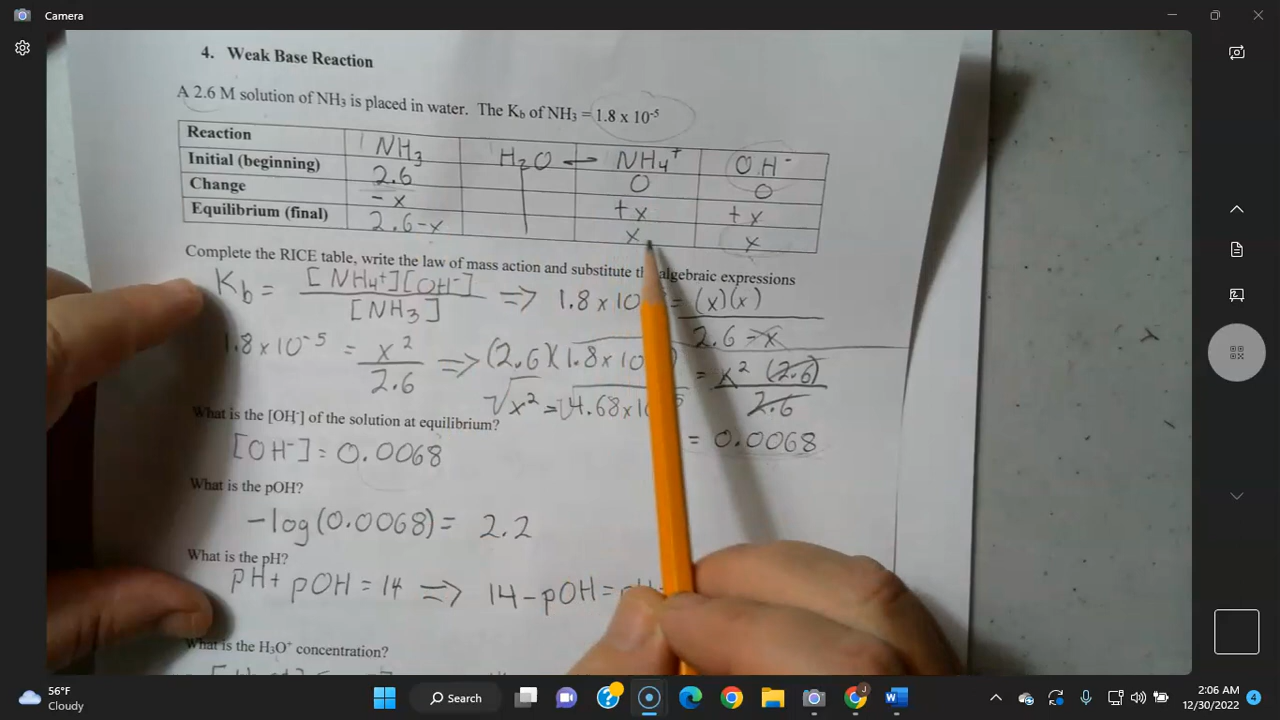 Camera
4. Weak Base Reaction
A 2.6 M solution of NH₃ is placed in water. The K_b of NH₃ = 1.8 x 10⁻⁵
Reaction NH₃ H₂O NH₄⁺ OH⁻
Initial (beginning) 2.6 0 0
Change - x + x + x
Equilibrium (final) 2.6-x x x
Complete the RICE table, write the law of mass action and substitute algebraic expressions
K_b = [NH₄⁺][OH⁻] / [NH₃] => 1.8 x 10 = (x)(x) / 2.6 - x
1.8 x 10⁻⁵ = x² / 2.6 => (2.6)(1.8 x 10 = x² (2.6) / 2.6
√x² = √4.68 x 10
= 0.0068
What is the [OH⁻] of the solution at equilibrium?
[OH⁻] = 0.0068
What is the pOH?
-log(0.0068) = 2.2
What is the pH?
pH + pOH = 14 => 14 - pOH =
What is the H₃O⁺ concentration?
56°F
Cloudy
Search
2:06 AM
12/30/2022
4